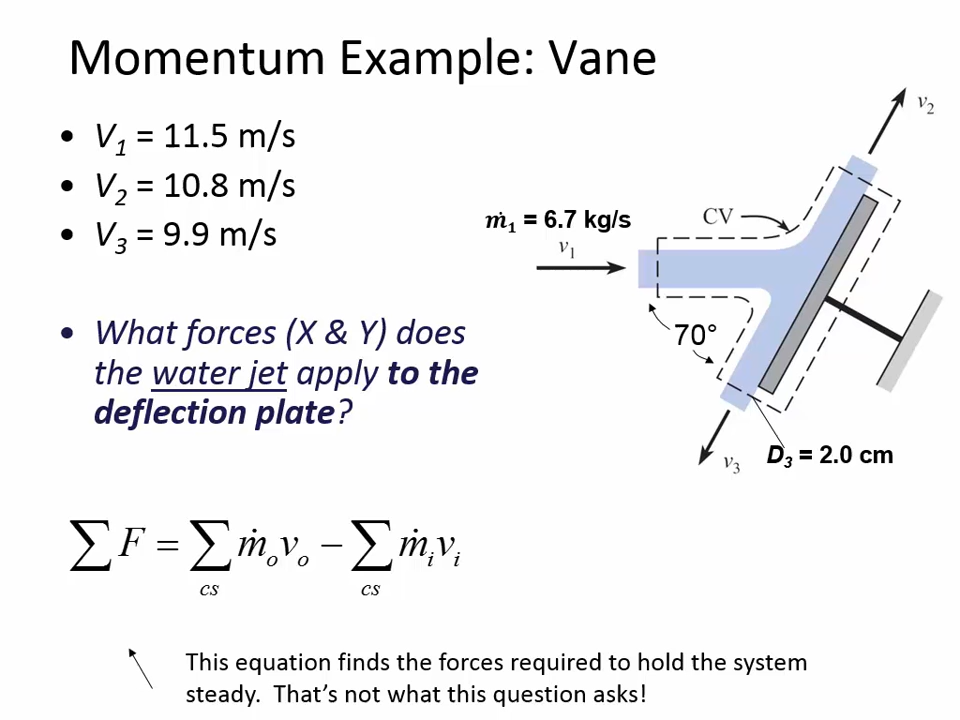 Momentum Example: Vane
• V₁ = 11.5 m/s
• V₂ = 10.8 m/s
• V₃ = 9.9 m/s
• What forces (X & Y) does
the water jet apply to the
deflection plate?
v₂
ṁ₁ = 6.7 kg/s
CV
v₁
70°
v₃
D₃ = 2.0 cm
∑ F = ∑ ṁₒvₒ − ∑ ṁᵢvᵢ
cs cs
This equation finds the forces required to hold the system
steady. That’s not what this question asks!